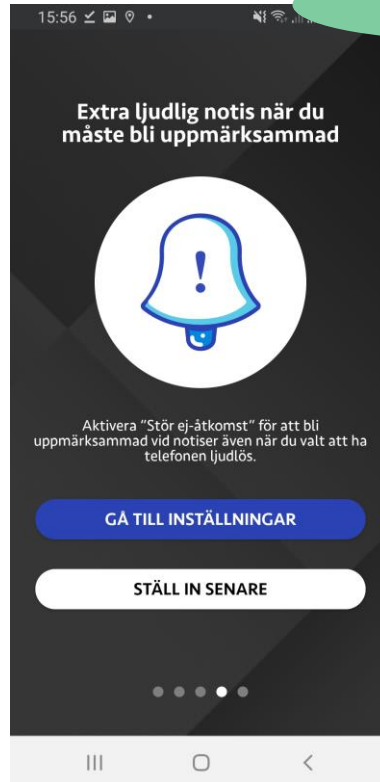 15:56
Extra ljudlig notis när du
måste bli uppmärksammad
!
Aktivera “Stör ej-åtkomst” för att bli
uppmärksammad vid notiser även när du valt att ha
telefonen ljudlös.
GÅ TILL INSTÄLLNINGAR
STÄLL IN SENARE